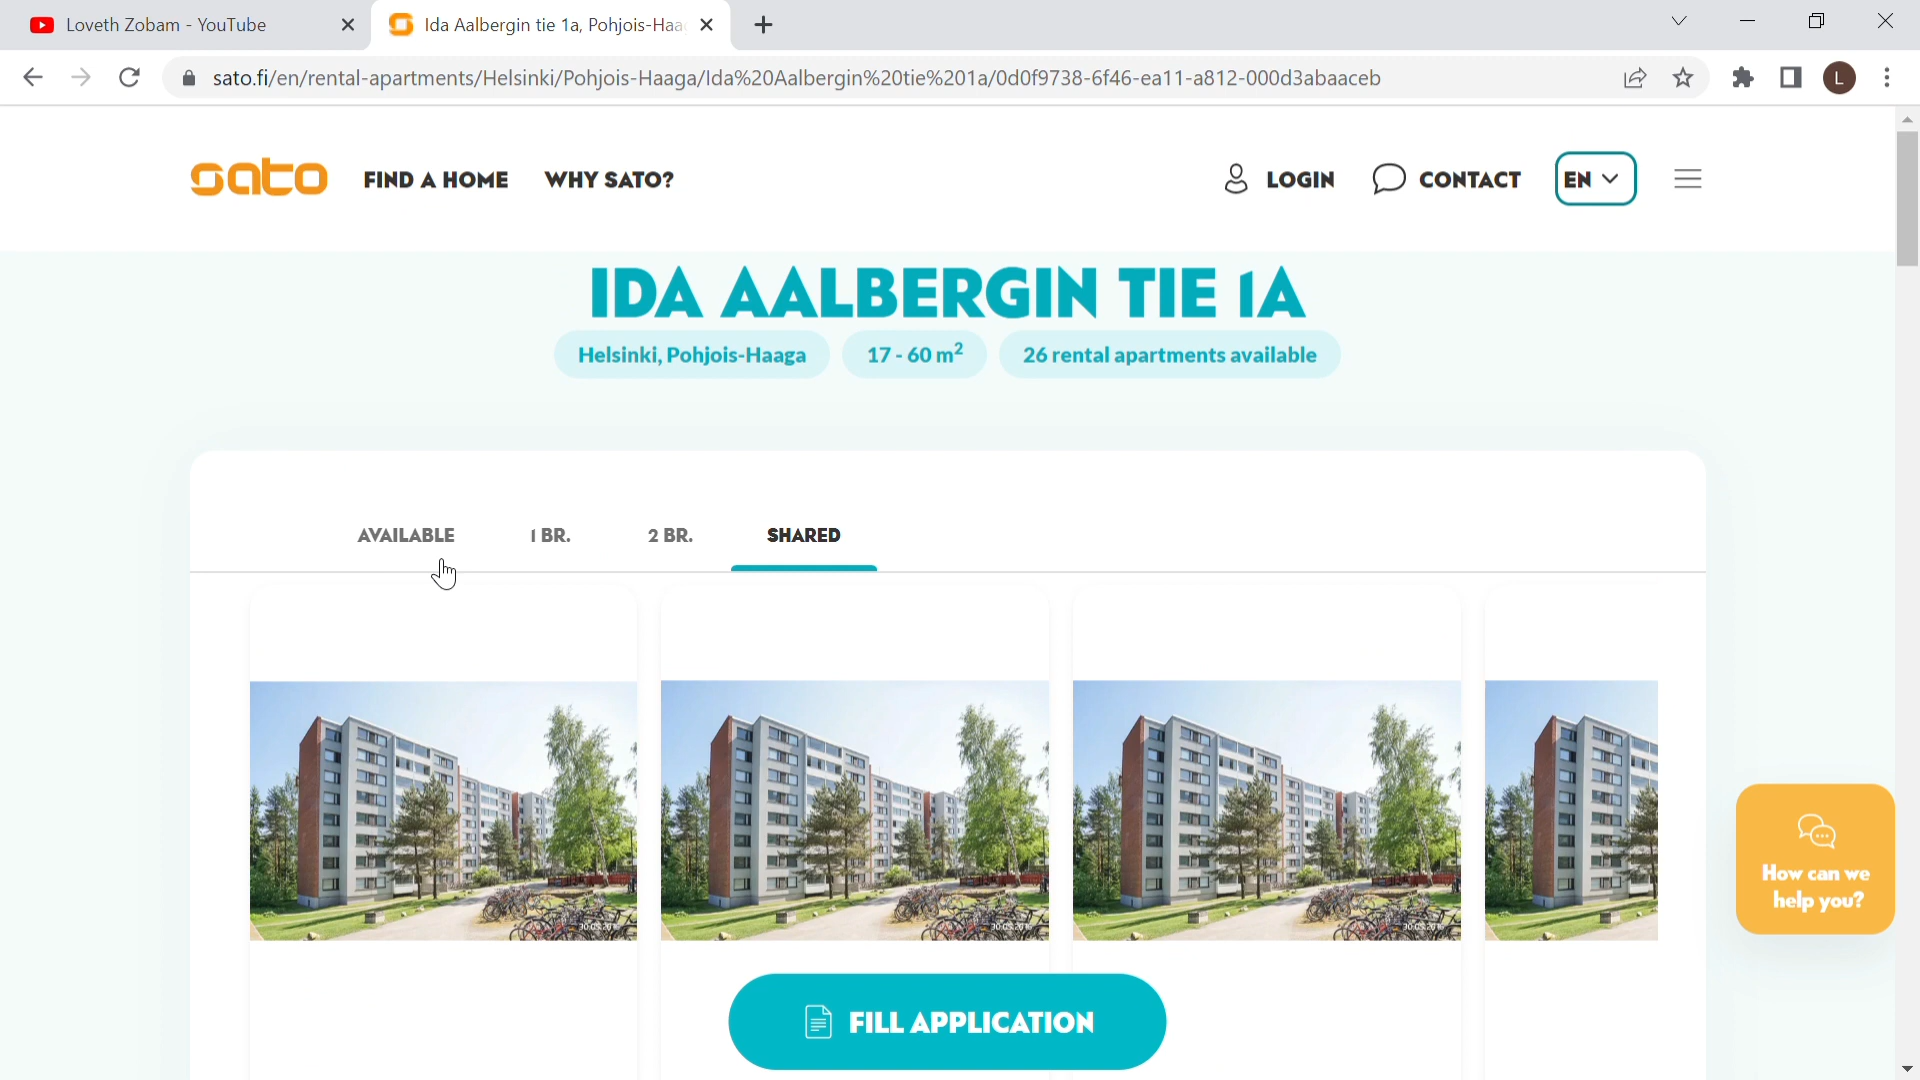 Loveth Zobam - YouTube
Ida Aalbergin tie 1a, Pohjois-Haa
sato.fi/en/rental-apartments/Helsinki/Pohjois-Haaga/Ida%20Aalbergin%20tie%201a/0d0f9738-6f46-ea11-a812-000d3abaaceb
L
sato
FIND A HOME
WHY SATO?
LOGIN
CONTACT
EN
IDA AALBERGIN TIE 1A
Helsinki, Pohjois-Haaga
17 - 60 m²
26 rental apartments available
AVAILABLE
1 BR.
2 BR.
SHARED
How can we
help you?
FILL APPLICATION